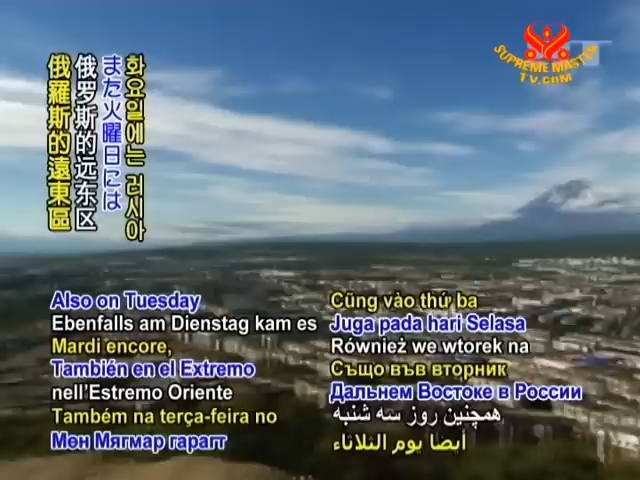 SUPREME MASTER
TV.COM
화요일에는 러시아
また火曜日には
俄罗斯的远东区
俄羅斯的遠東區
Also on Tuesday
Ebenfalls am Dienstag kam es
Mardi encore,
También en el Extremo
nell'Estremo Oriente
Também na terça-feira no
Мөн Мягмар гарагт
Cũng vào thứ ba
Juga pada hari Selasa
Również we wtorek na
Също във вторник
Дальнем Востоке в России
همچنین روز سه شنبه
أيضا يوم الثلاثاء